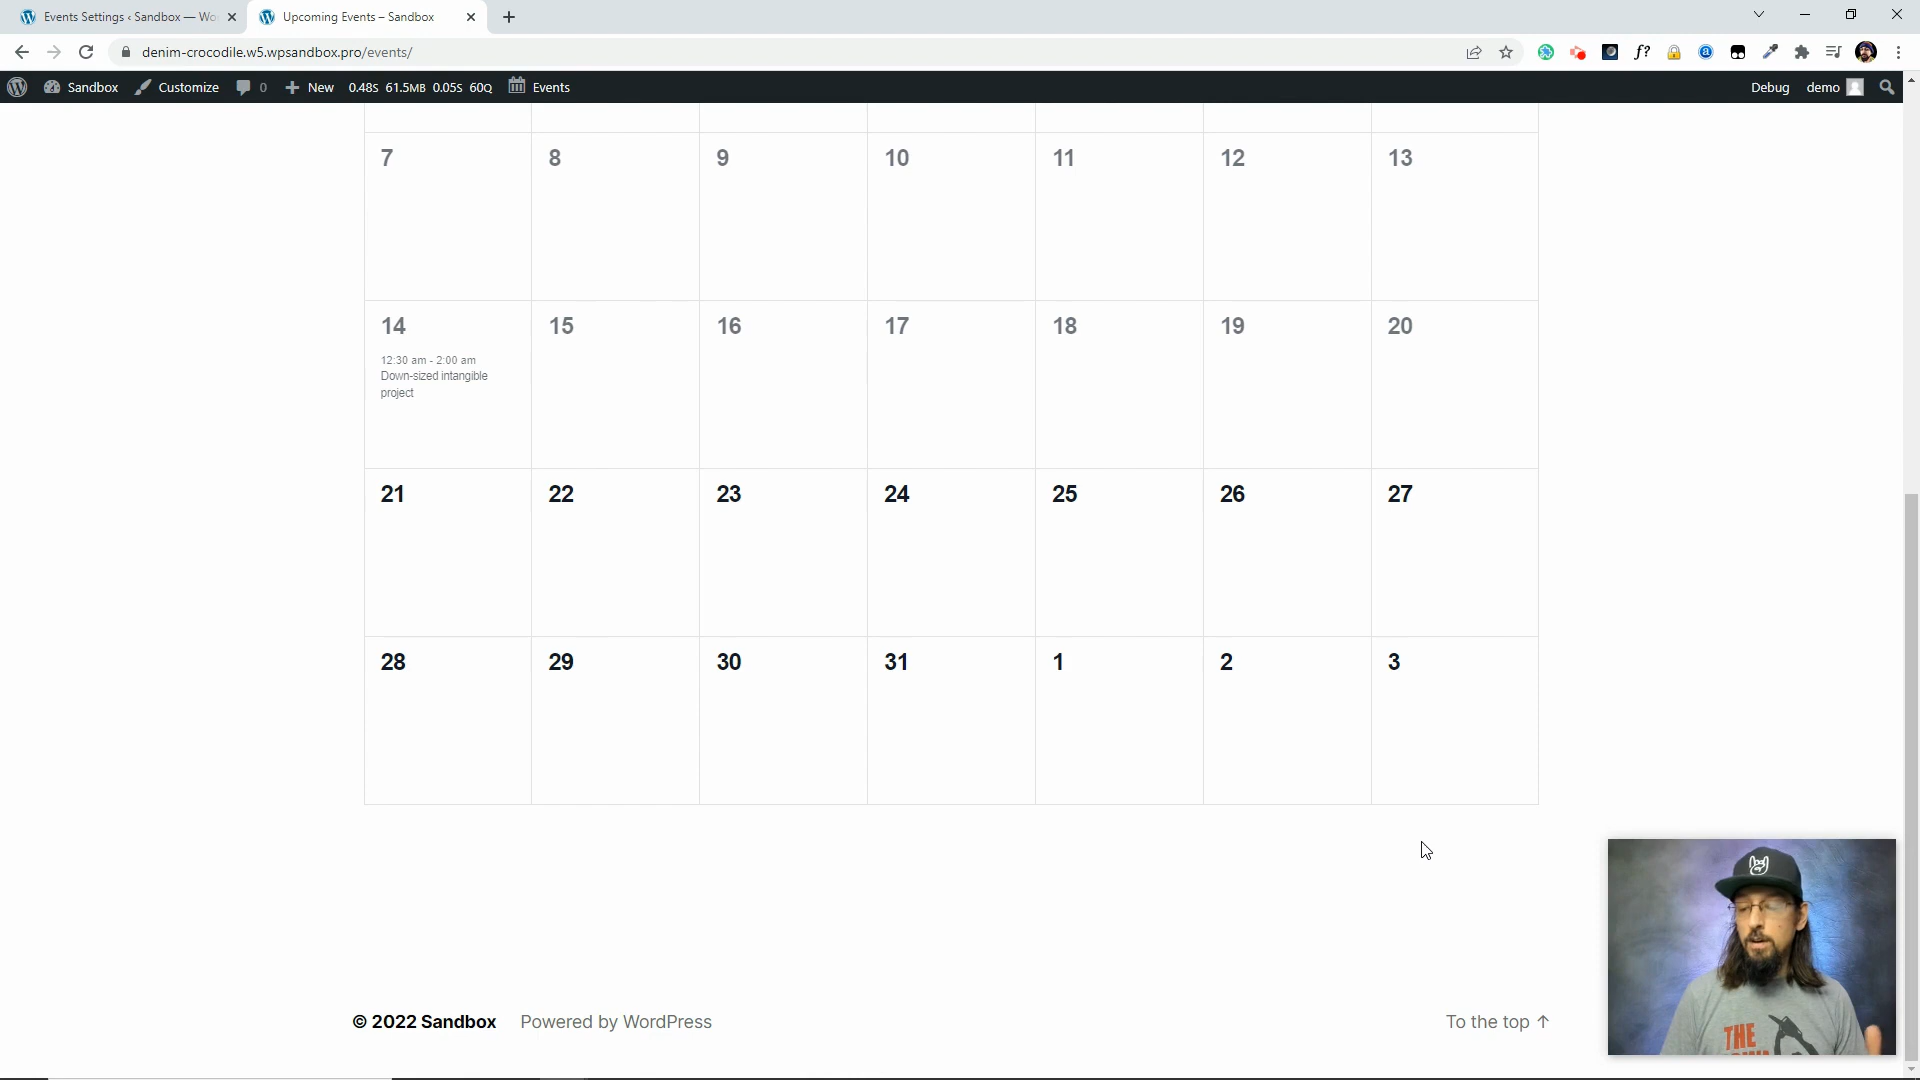 Events Settings ‹ Sandbox — Wo
Upcoming Events – Sandbox
denim-crocodile.w5.wpsandbox.pro/events/
Sandbox
Customize
0
New
0.48S 61.5MB 0.05S 60Q
Events
Debug
demo
7 8 9 10 11 12 13
14 15 16 17 18 19 20
12:30 am - 2:00 am
Down-sized intangible
project
21 22 23 24 25 26 27
28 29 30 31 1 2 3
© 2022 Sandbox Powered by WordPress To the top ↑
THE